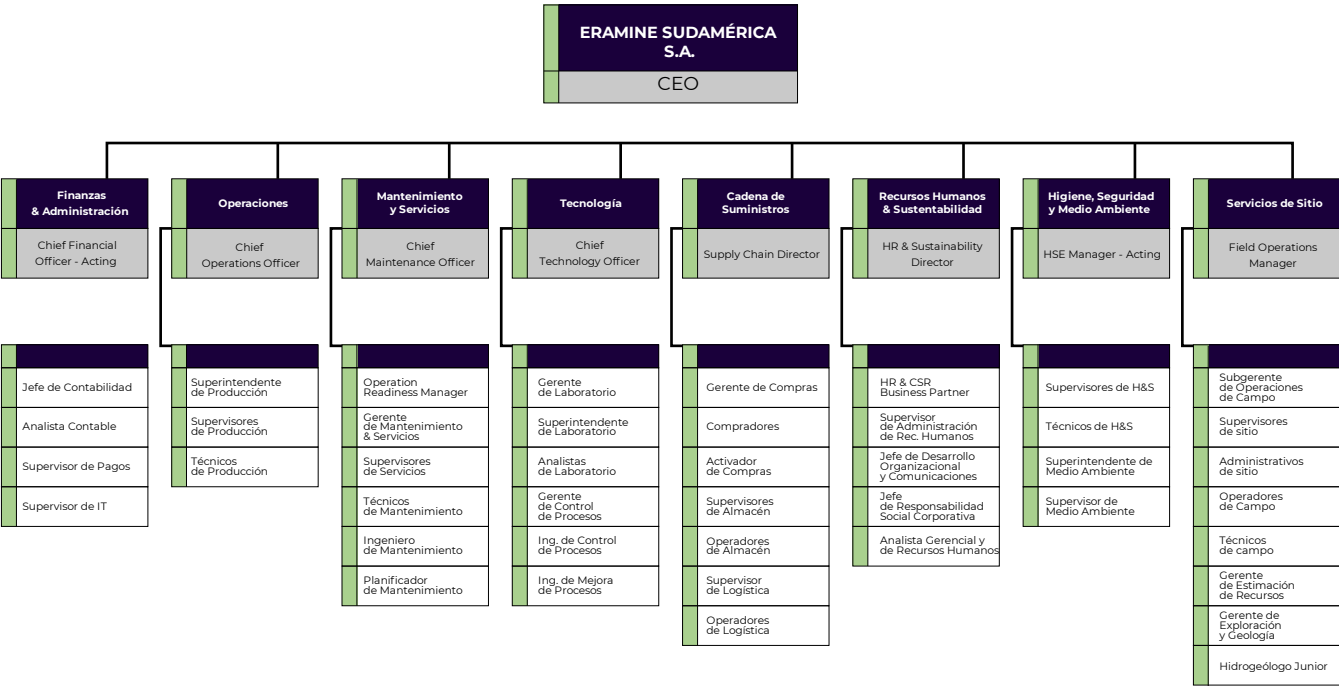 ERAMINE SUDAMÉRICA
S.A.
CEO
Finanzas
& Administración
Chief Financial
Officer - Acting
Jefe de Contabilidad
Analista Contable
Supervisor de Pagos
Supervisor de IT
Operaciones
Chief
Operations Officer
Superintendente
de Producción
Supervisores
de Producción
Técnicos
de Producción
Mantenimiento
y Servicios
Chief
Maintenance Officer
Operation
Readiness Manager
Gerente
de Mantenimiento
& Servicios
Supervisores
de Servicios
Técnicos
de Mantenimiento
Ingeniero
de Mantenimiento
Planificador
de Mantenimiento
Tecnología
Chief
Technology Officer
Gerente
de Laboratorio
Superintendente
de Laboratorio
Analistas
de Laboratorio
Gerente
de Control
de Procesos
Ing. de Control
de Procesos
Ing. de Mejora
de Procesos
Cadena de
Suministros
Supply Chain Director
Gerente de Compras
Compradores
Activador
de Compras
Supervisores
de Almacén
Operadores
de Almacén
Supervisor
de Logística
Operadores
de Logística
Recursos Humanos
& Sustentabilidad
HR & Sustainability
Director
HR & CSR
Business Partner
Supervisor
de Administración
de Rec. Humanos
Jefe de Desarrollo
Organizacional
y Comunicaciones
Jefe
de Responsabilidad
Social Corporativa
Analista Gerencial y
de Recursos Humanos
Higiene, Seguridad
y Medio Ambiente
HSE Manager - Acting
Supervisores de H&S
Técnicos de H&S
Superintendente de
Medio Ambiente
Supervisor de
Medio Ambiente
Servicios de Sitio
Field Operations
Manager
Subgerente
de Operaciones
de Campo
Supervisores
de sitio
Administrativos
de sitio
Operadores
de Campo
Técnicos
de campo
Gerente
de Estimación
de Recursos
Gerente de
Exploración
y Geología
Hidrogeólogo Junior